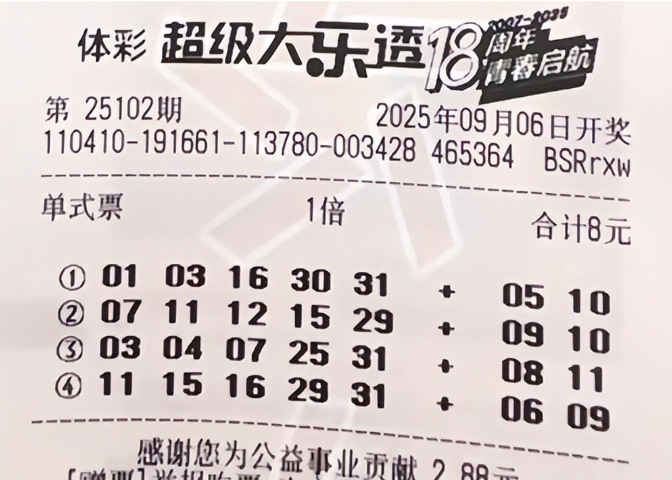 体彩 超级大乐透 18周年 2007-2025 青春启航
第 25102期 2025年09月06日开奖
110410-191661-113780-003428 465364 BSRrxw
单式票 1倍 合计8元
① 01 03 16 30 31 + 05 10
② 07 11 12 15 29 + 09 10
③ 03 04 07 25 31 + 08 11
④ 11 15 16 29 31 + 06 09
感谢您为公益事业贡献 2.88元